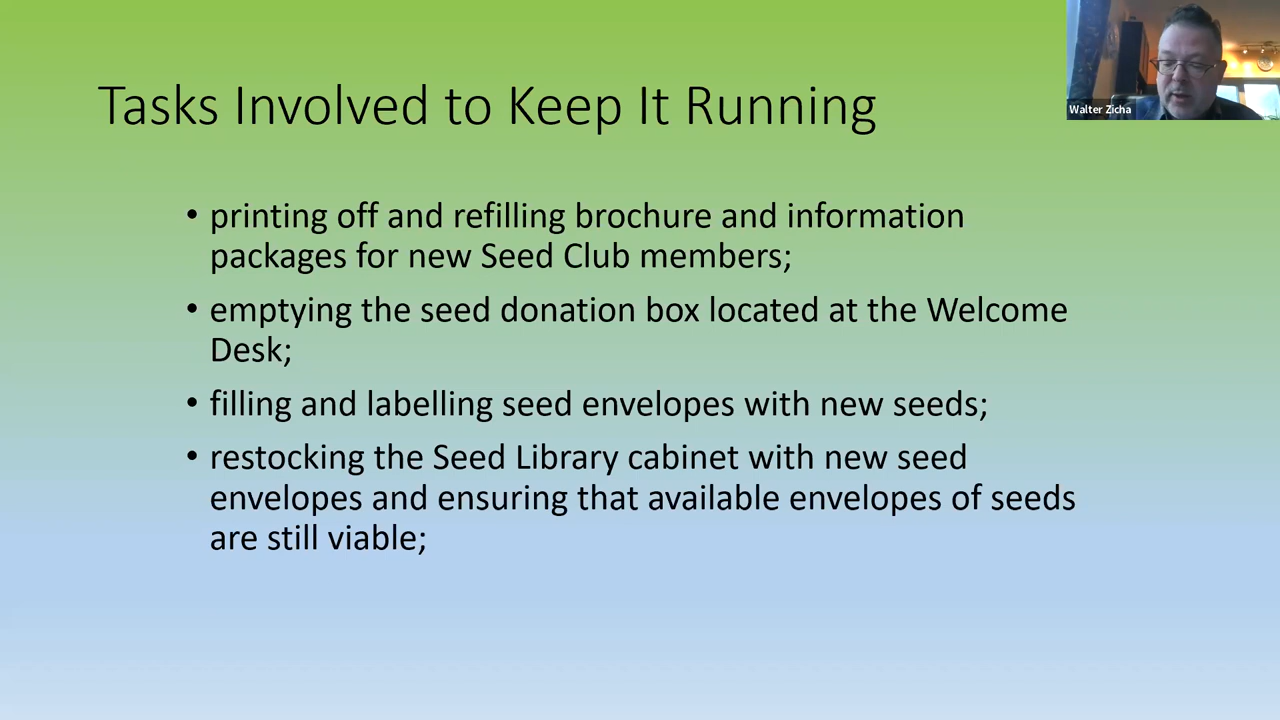 Tasks Involved to Keep It Running
Walter Zicha
• printing off and refilling brochure and information
packages for new Seed Club members;
• emptying the seed donation box located at the Welcome
Desk;
• filling and labelling seed envelopes with new seeds;
• restocking the Seed Library cabinet with new seed
envelopes and ensuring that available envelopes of seeds
are still viable;